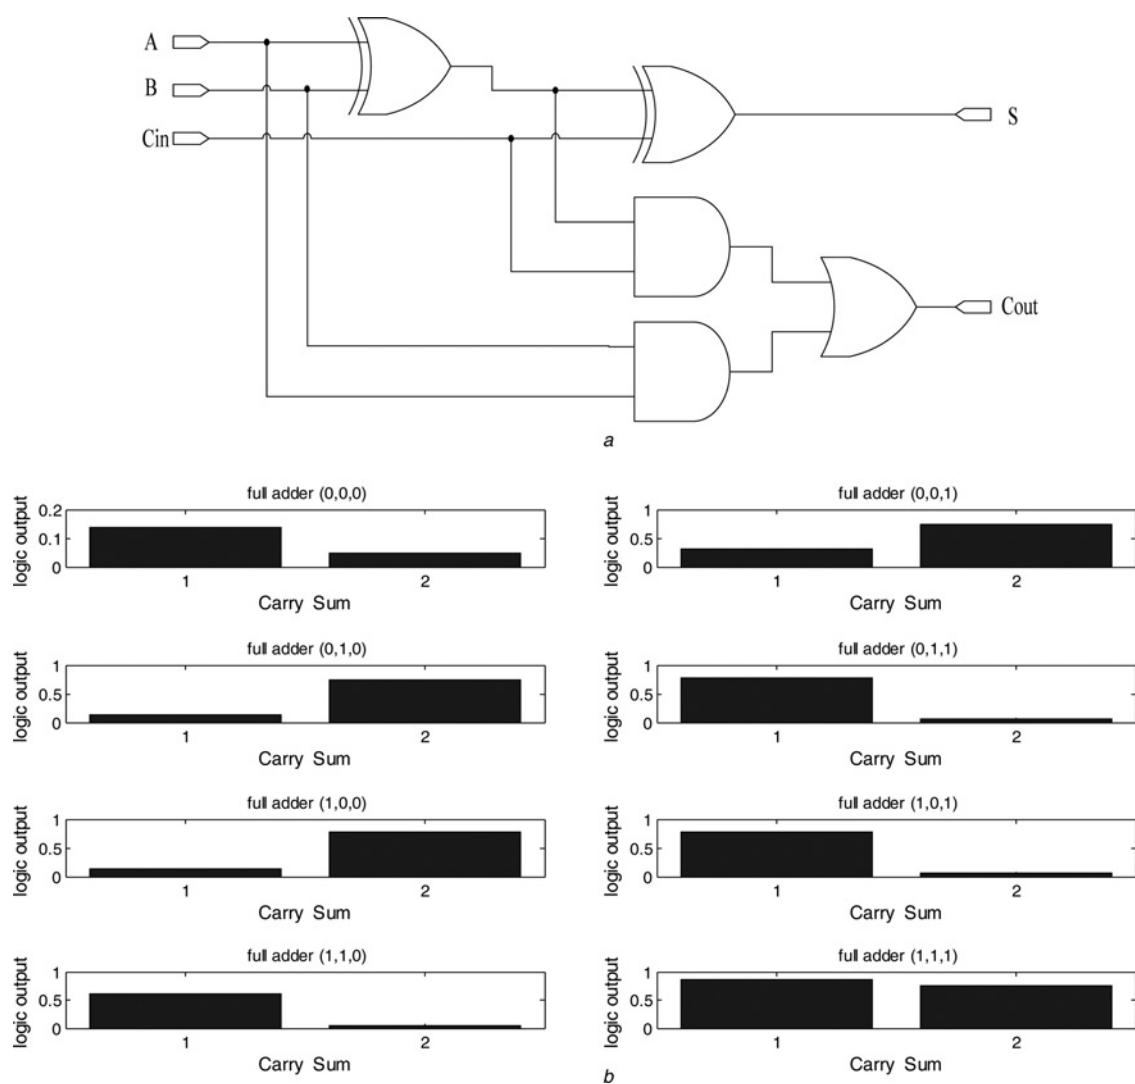 A
B
Cin
S
Cout
a
full adder (0,0,0)
logic output
0.2
0.1
0
1 2
Carry Sum
full adder (0,0,1)
logic output
1
0.5
0
1 2
Carry Sum
full adder (0,1,0)
logic output
1
0.5
0
1 2
Carry Sum
full adder (0,1,1)
logic output
1
0.5
0
1 2
Carry Sum
full adder (1,0,0)
logic output
1
0.5
0
1 2
Carry Sum
full adder (1,0,1)
logic output
1
0.5
0
1 2
Carry Sum
full adder (1,1,0)
logic output
1
0.5
0
1 2
Carry Sum
full adder (1,1,1)
logic output
1
0.5
0
1 2
Carry Sum
b